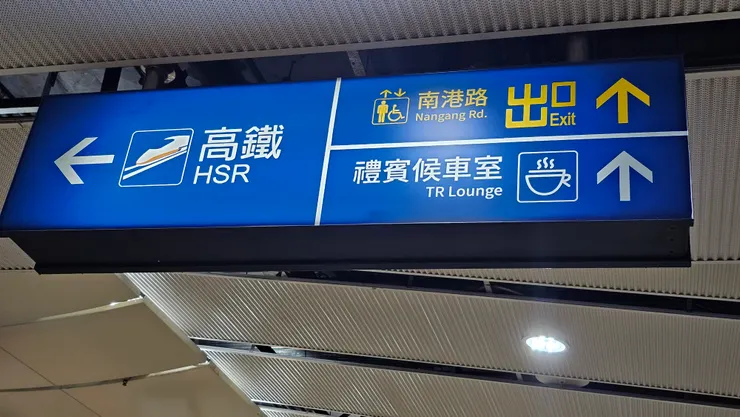 高鐵
HSR
南港路
Nangang Rd.
出口
Exit
禮賓候車室
TR Lounge